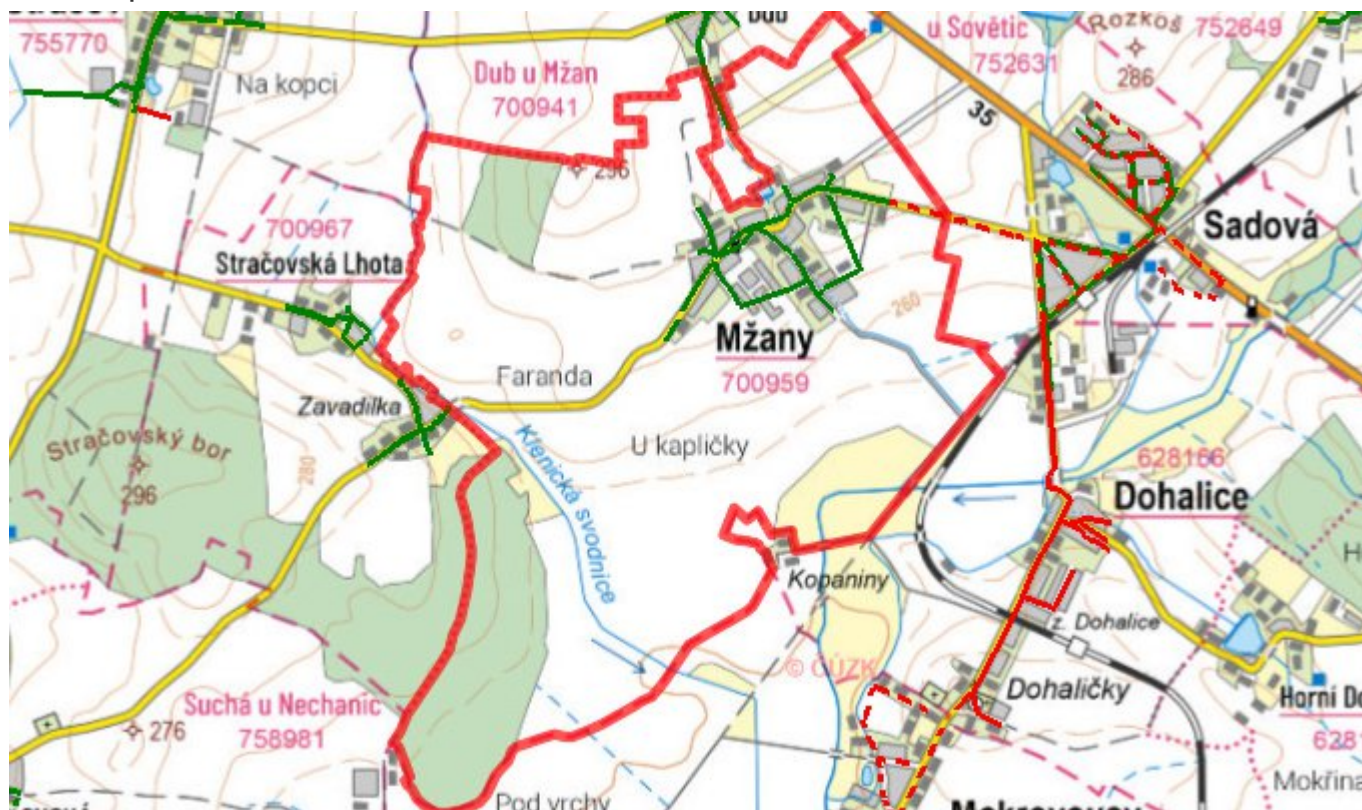 755770
Na kopci
Dub u Mžan
700941
Dub
u Sovětic
752631
Rozkoš
286
752649
35
296
700967
Stračovská Lhota
Sadová
260
Mžany
700959
Faranda
Zavadilka
U kapličky
Stračovský bor
296
280
Křenická svodnice
628166
Dohalice
Kopaniny
z. Dohalice
© ČÚZK
Dohaličky
Suchá u Nechanic
758981
276
Horní Do
628
Mokřina
Pod vrchy